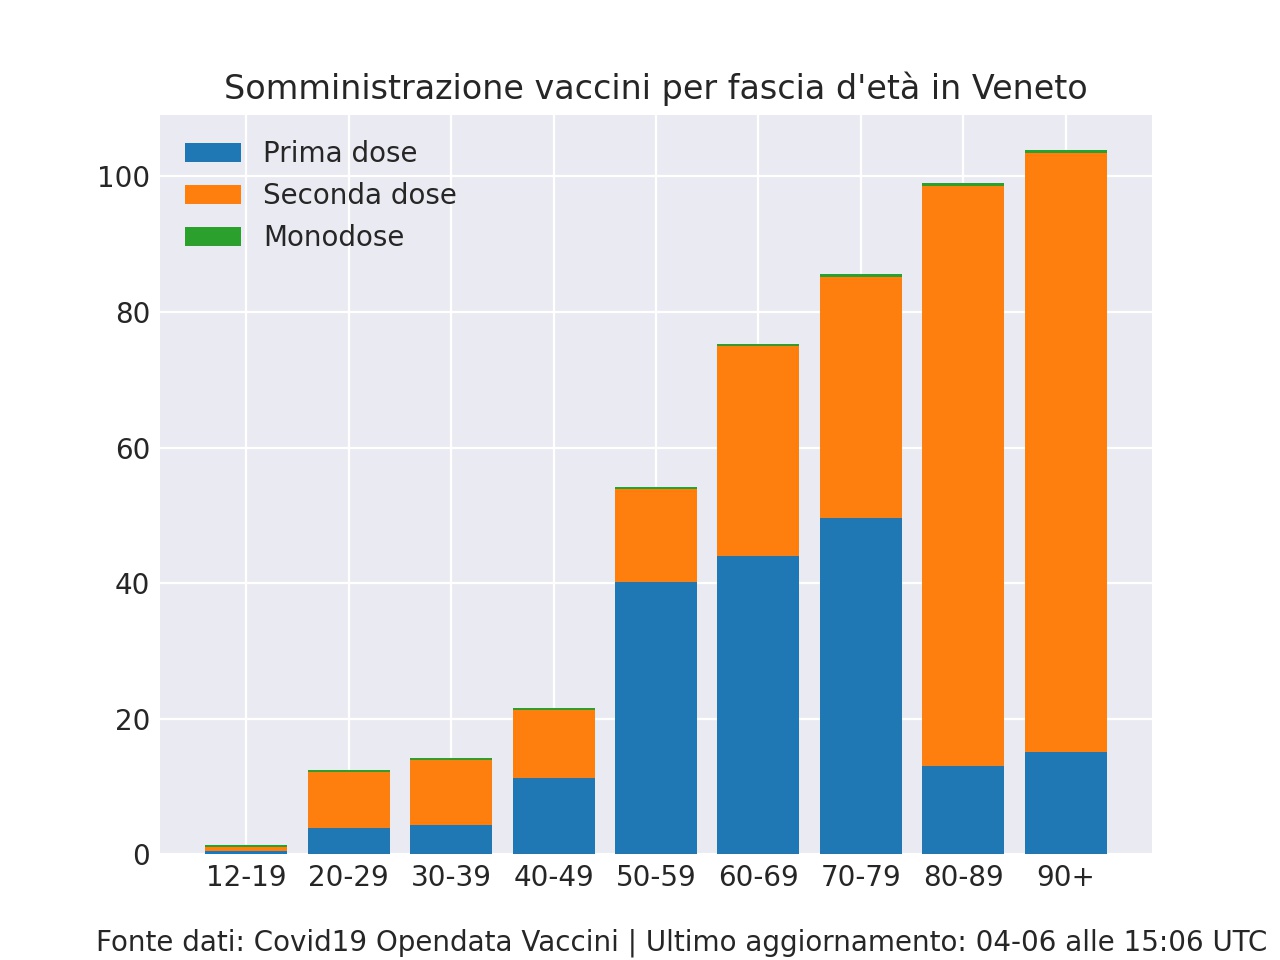 Somministrazione vaccini per fascia d'età in Veneto
Prima dose
Seconda dose
Monodose
100
80
60
40
20
0
12-19 20-29 30-39 40-49 50-59 60-69 70-79 80-89 90+
Fonte dati: Covid19 Opendata Vaccini | Ultimo aggiornamento: 04-06 alle 15:06 UTC